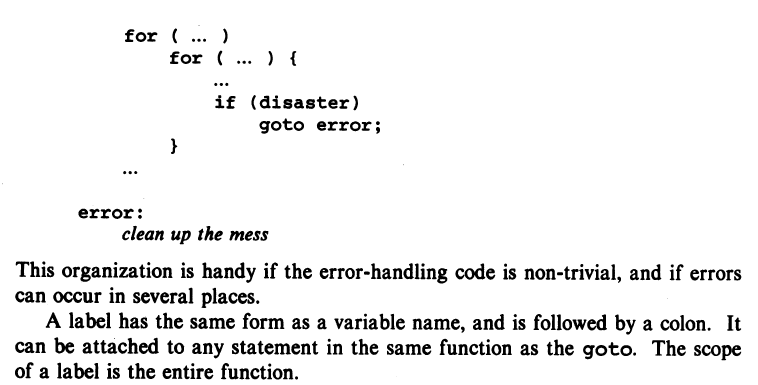 for ( ... )
for ( ... ) {
...
if (disaster)
goto error;
}
...
error:
clean up the mess
This organization is handy if the error-handling code is non-trivial, and if errors
can occur in several places.
A label has the same form as a variable name, and is followed by a colon. It
can be attached to any statement in the same function as the goto. The scope
of a label is the entire function.